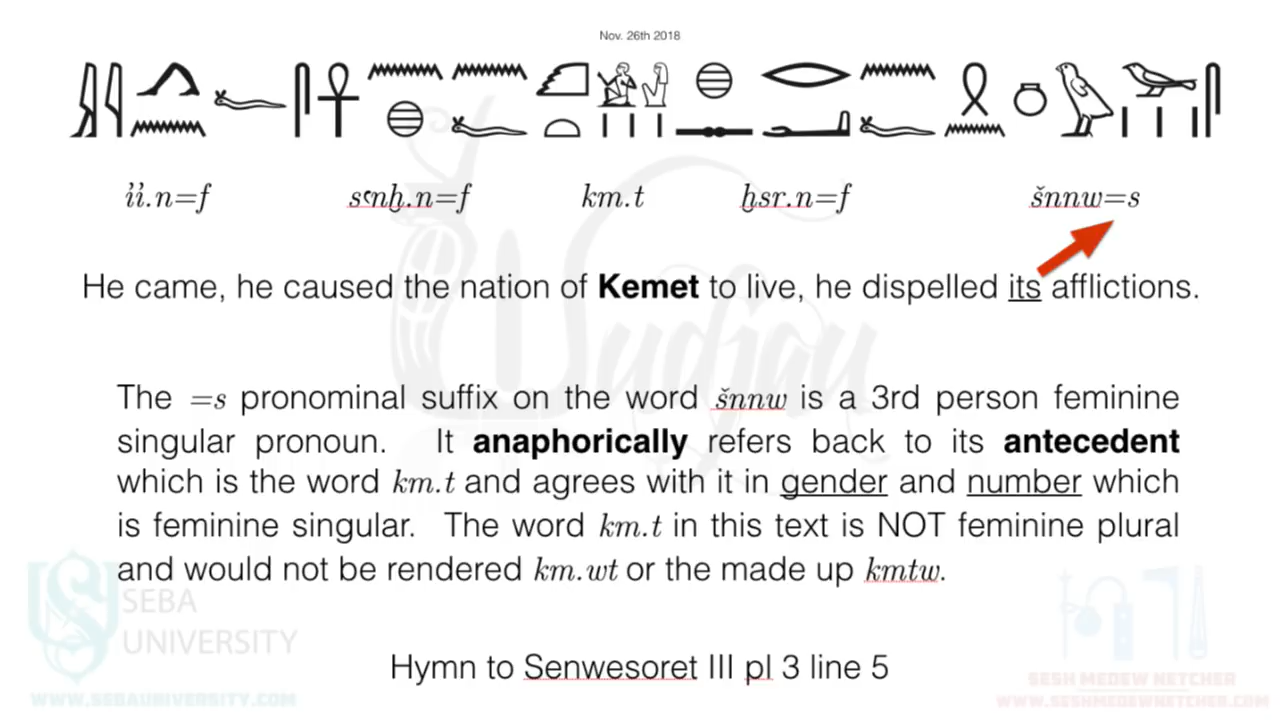 Nov. 26th 2018
ı͗ı͗.n=f sꜥnḫ.n=f km.t ḫsr.n=f šnnw=s
He came, he caused the nation of Kemet to live, he dispelled its afflictions.
The =s pronominal suffix on the word šnnw is a 3rd person feminine
singular pronoun. It anaphorically refers back to its antecedent
which is the word km.t and agrees with it in gender and number which
is feminine singular. The word km.t in this text is NOT feminine plural
and would not be rendered km.wt or the made up kmtw.
SEBA
UNIVERSITY
Hymn to Senwesoret III pl 3 line 5
SESH MEDEW NETCHER
WWW.SEBAUNIVERSITY.COM
WWW.SESHMEDEWNETCHER.COM
Wudjau